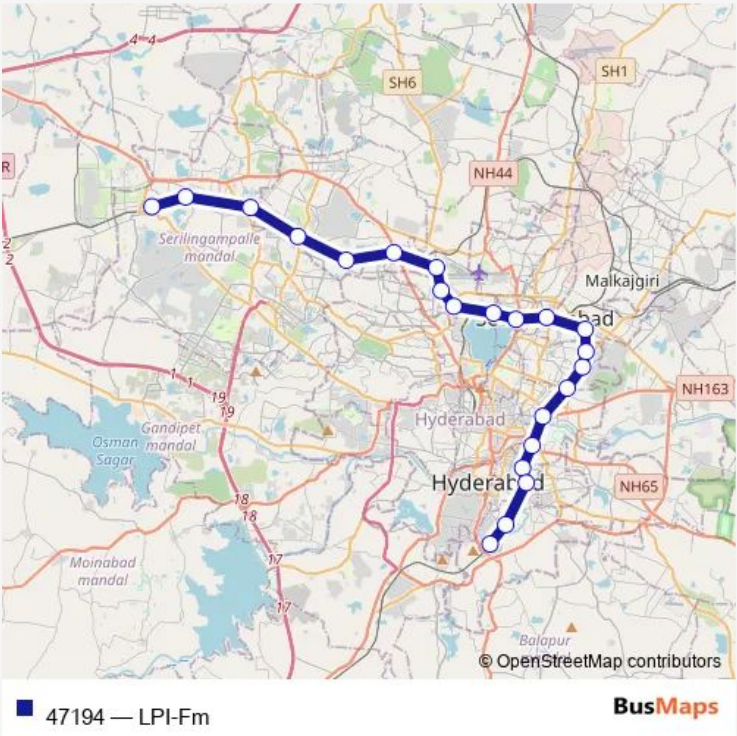 4 4
SH6
SH1
NH44
R
2
2
Serilingampalle
mandal
Malkajgiri
bad
1 1
19
19
NH163
Gandipet
mandal
Osman
Sagar
Hyderabad
Hyderabad
NH65
18
18
17
17
Moinabad
mandal
Balapur
© OpenStreetMap contributors
47194 — LPI-Fm
BusMaps